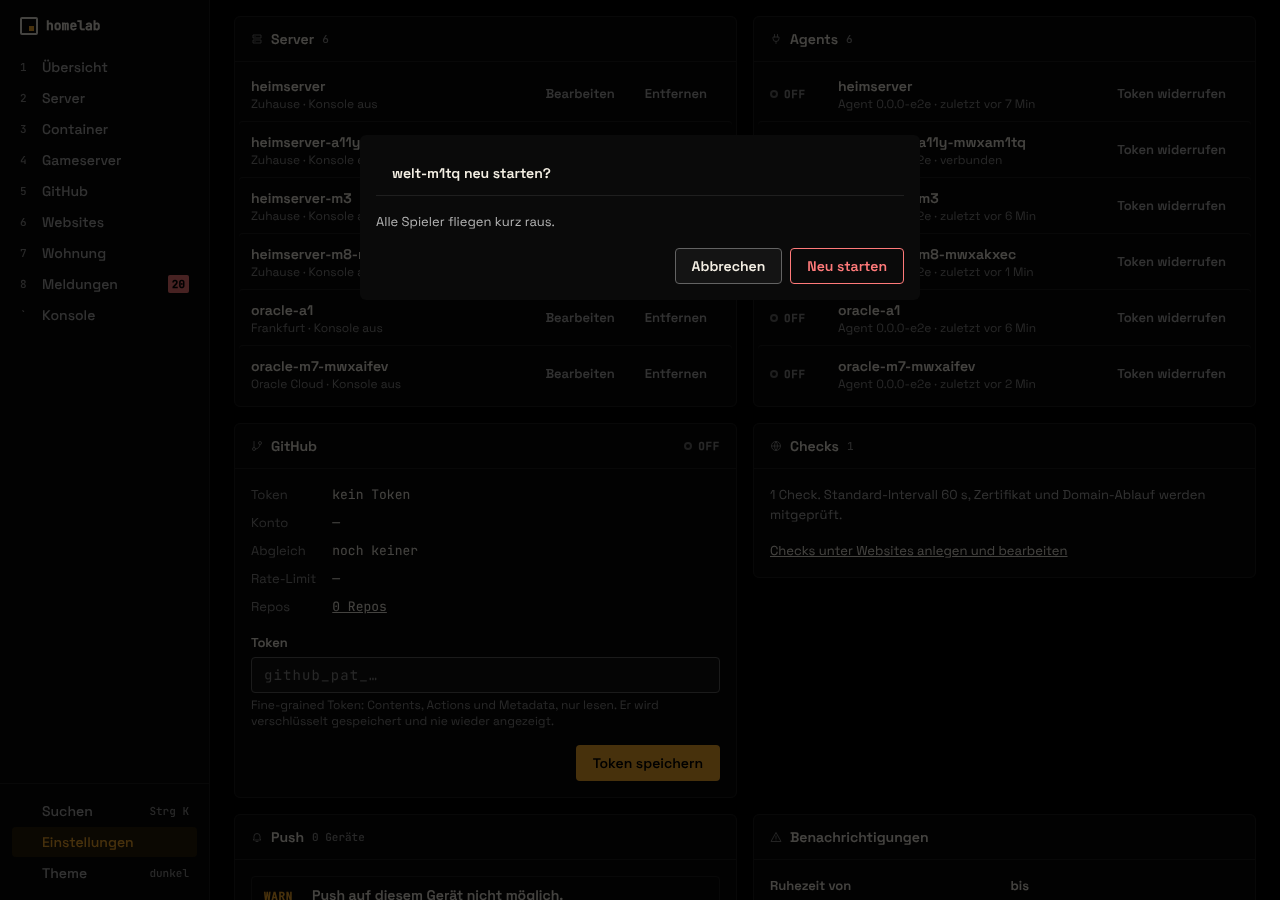 homelab
1 Übersicht
2 Server
3 Container
4 Gameserver
5 GitHub
6 Websites
7 Wohnung
8 Meldungen 20
` Konsole
Suchen Strg K
Einstellungen
Theme dunkel
Server 6
heimserver
Zuhause · Konsole aus
Bearbeiten Entfernen
heimserver-a11y
Zuhause · Konsole
heimserver-m3
Zuhause · Konsole
heimserver-m8-
Zuhause · Konsole
oracle-a1
Frankfurt · Konsole aus
Bearbeiten Entfernen
oracle-m7-mwxaifev
Oracle Cloud · Konsole aus
Bearbeiten Entfernen
Agents 6
OFF heimserver
Agent 0.0.0-e2e · zuletzt vor 7 Min
Token widerrufen
a11y-mwxam1tq
2e · verbunden
Token widerrufen
m3
2e · zuletzt vor 6 Min
Token widerrufen
m8-mwxakxec
2e · zuletzt vor 1 Min
Token widerrufen
OFF oracle-a1
Agent 0.0.0-e2e · zuletzt vor 6 Min
Token widerrufen
OFF oracle-m7-mwxaifev
Agent 0.0.0-e2e · zuletzt vor 2 Min
Token widerrufen
welt-m1tq neu starten?
Alle Spieler fliegen kurz raus.
Abbrechen Neu starten
GitHub OFF
Token kein Token
Konto —
Abgleich noch keiner
Rate-Limit —
Repos 0 Repos
Token
github_pat_…
Fine-grained Token: Contents, Actions und Metadata, nur lesen. Er wird
verschlüsselt gespeichert und nie wieder angezeigt.
Token speichern
Checks 1
1 Check. Standard-Intervall 60 s, Zertifikat und Domain-Ablauf werden
mitgeprüft.
Checks unter Websites anlegen und bearbeiten
Push 0 Geräte
WARN Push auf diesem Gerät nicht möglich.
Benachrichtigungen
Ruhezeit von bis